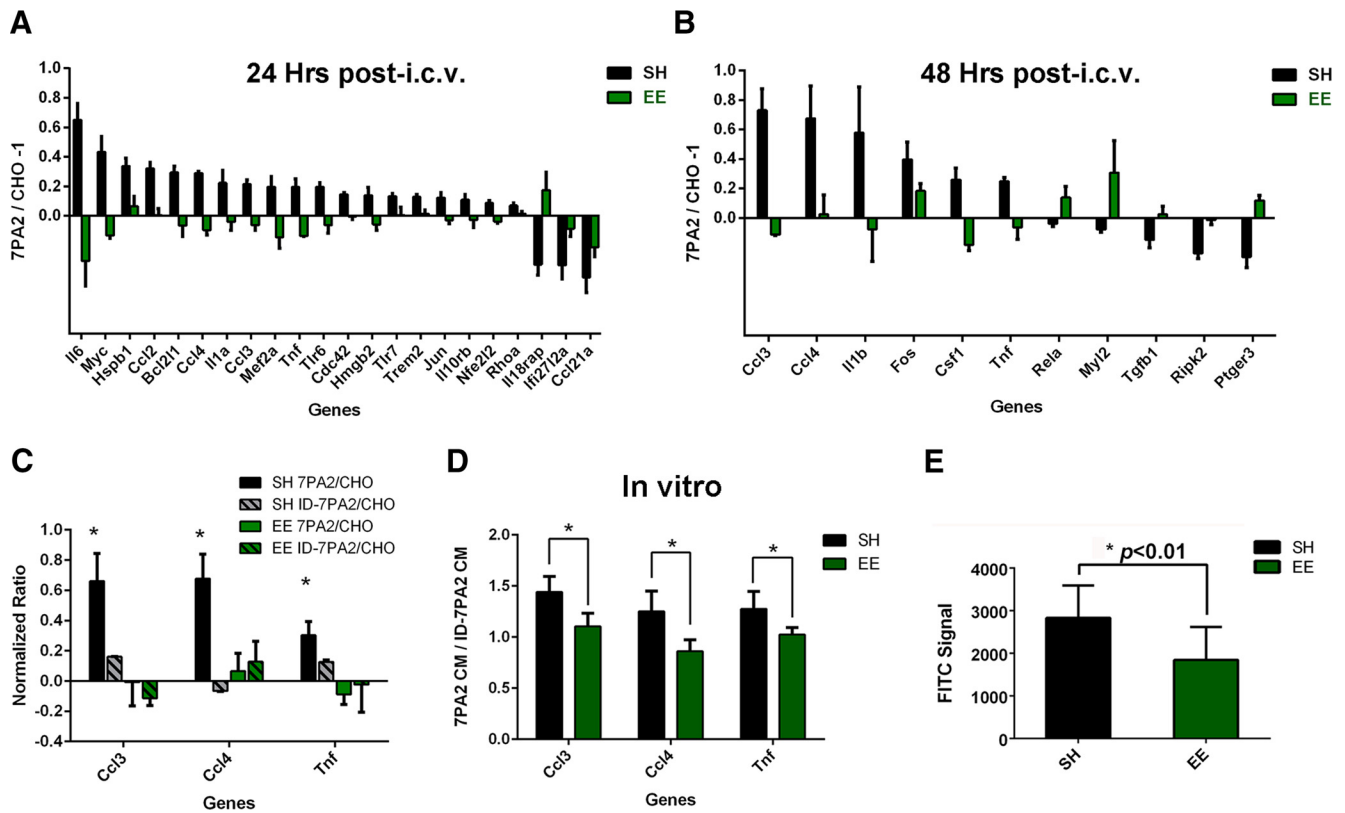 A
24 Hrs post-i.c.v.
SH
EE
7PA2 / CHO -1
1.0
0.8
0.6
0.4
0.2
0.0
Il6
Myc
Hspb1
Ccl2
Bcl2l1
Ccl4
Il1a
Ccl3
Mef2a
Tnf
Tlr6
Cdc42
Hmgb2
Tlr7
Trem2
Jun
Il10rb
Nfe2l2
Rhoa
Il18rap
Ifi27l2a
Ccl21a
Genes
B
48 Hrs post-i.c.v.
SH
EE
7PA2 / CHO -1
1.0
0.8
0.6
0.4
0.2
0.0
Ccl3
Ccl4
Il1b
Fos
Csf1
Tnf
Rela
Myl2
Tgfb1
Ripk2
Ptger3
Genes
C
SH 7PA2/CHO
SH ID-7PA2/CHO
EE 7PA2/CHO
EE ID-7PA2/CHO
Normalized Ratio
1.0
0.8
0.6
0.4
0.2
0.0
-0.2
-0.4
*
*
*
Ccl3
Ccl4
Tnf
Genes
D
In vitro
SH
EE
7PA2 CM / ID-7PA2 CM
2.0
1.5
1.0
0.5
0.0
*
*
*
Ccl3
Ccl4
Tnf
Genes
E
* p<0.01
SH
EE
FITC Signal
4000
3000
2000
1000
0
SH
EE